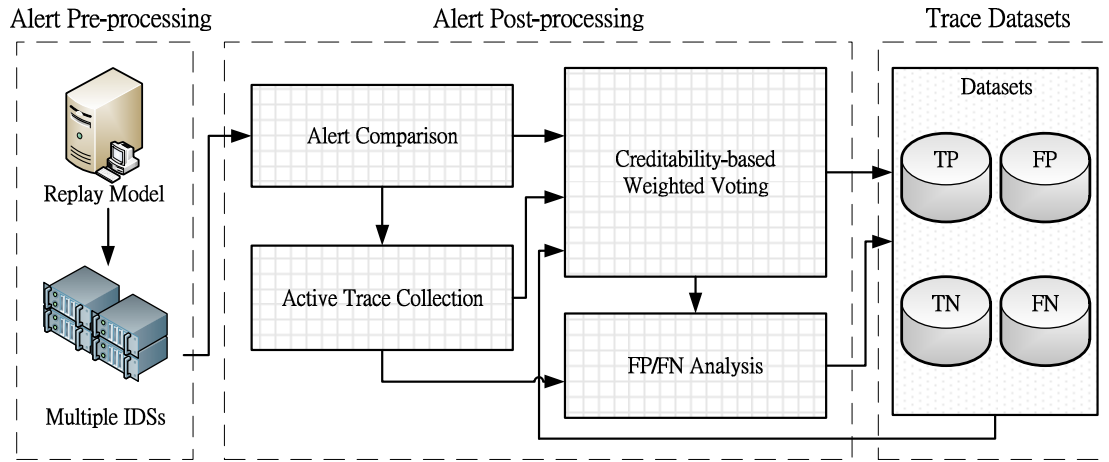 Alert Pre-processing
Alert Post-processing
Trace Datasets
Replay Model
Multiple IDSs
Alert Comparison
Active Trace Collection
Creditability-based
Weighted Voting
FP/FN Analysis
Datasets
TP
FP
TN
FN